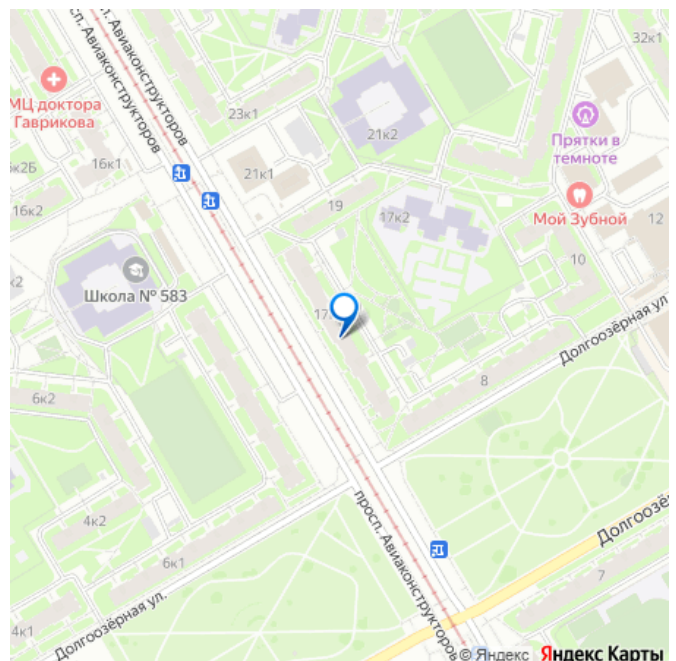 просп. Авиаконструкторов
просп. Авиаконструкторов
32к1
МЦ доктора
Гаврикова
23к1
21к2
Прятки в
темноте
16к1
21к1
16к2
19
17к2
Мой Зубной
12
10
Школа № 583
Долгоозёрная ул.
8
6к2
4к2
просп. Авиаконструкторов
6к1
7
4к1
Долгоозёрная ул.
© Яндекс Яндекс Карты